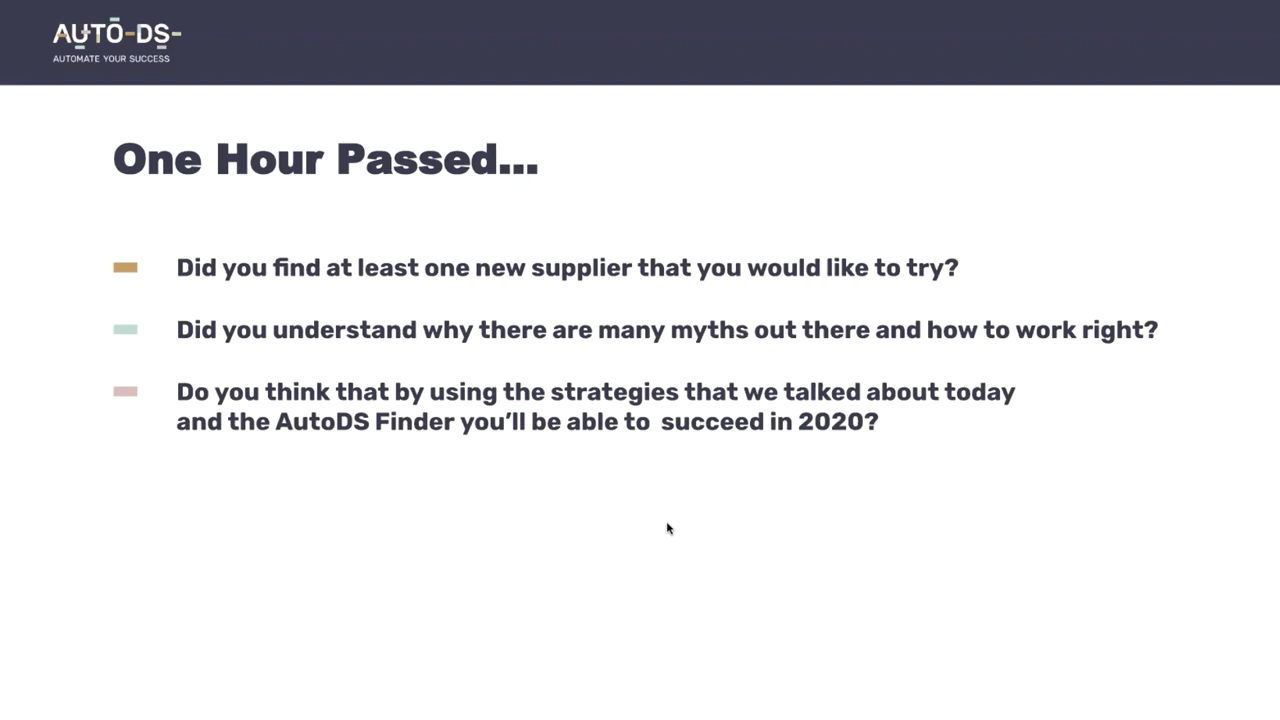 AUTO-DS-
AUTOMATE YOUR SUCCESS
One Hour Passed...
Did you find at least one new supplier that you would like to try?
Did you understand why there are many myths out there and how to work right?
Do you think that by using the strategies that we talked about today
and the AutoDS Finder you’ll be able to  succeed in 2020?